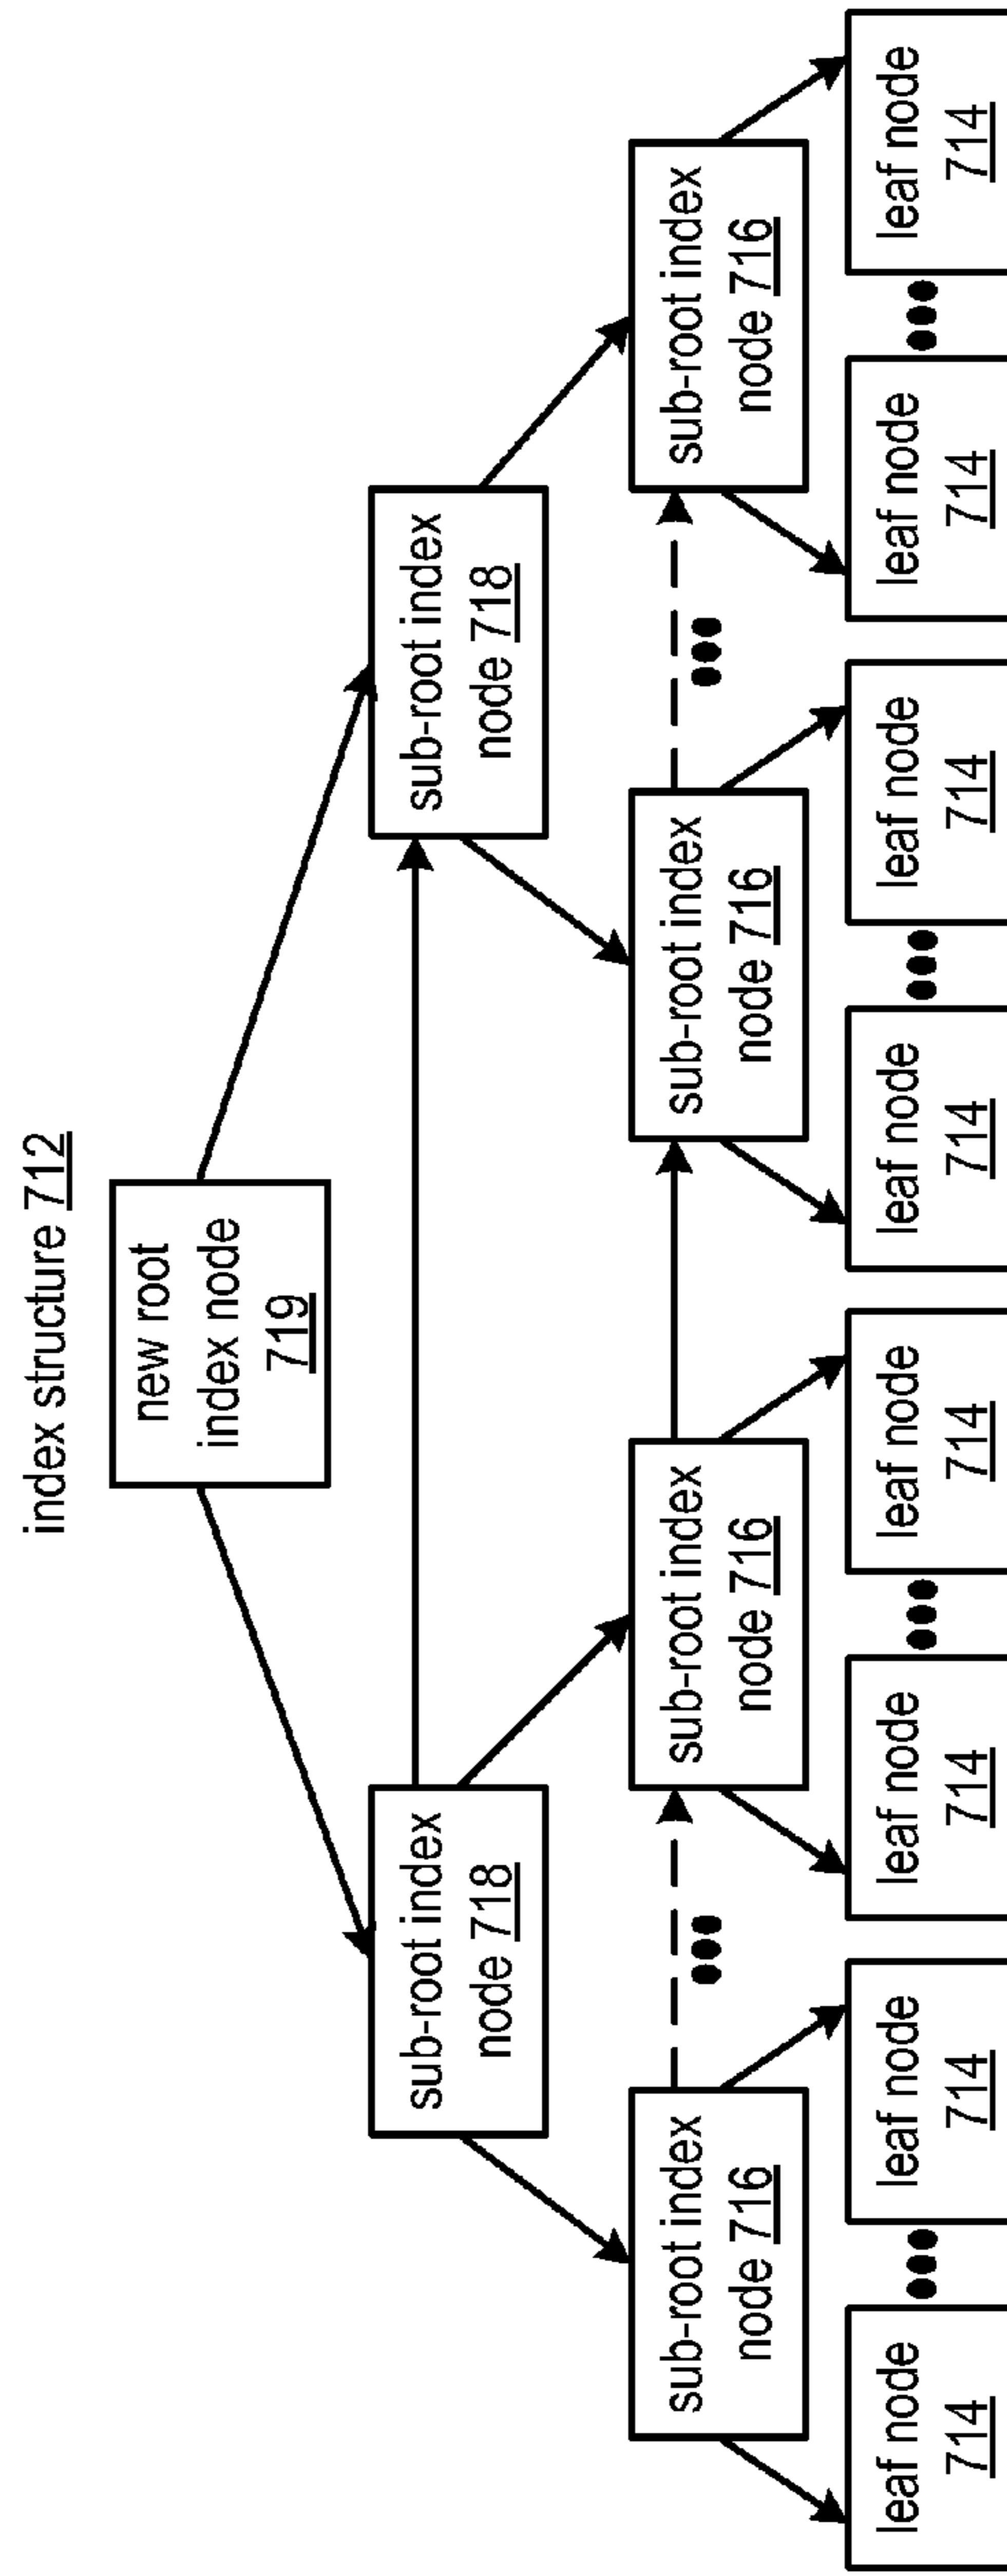 index structure 712
new root
index node
719
sub-root index
node 718
sub-root index
node 718
sub-root index
node 716
sub-root index
node 716
sub-root index
node 716
sub-root index
node 716
leaf node
714
leaf node
714
leaf node
714
leaf node
714
leaf node
714
leaf node
714
leaf node
714
leaf node
714